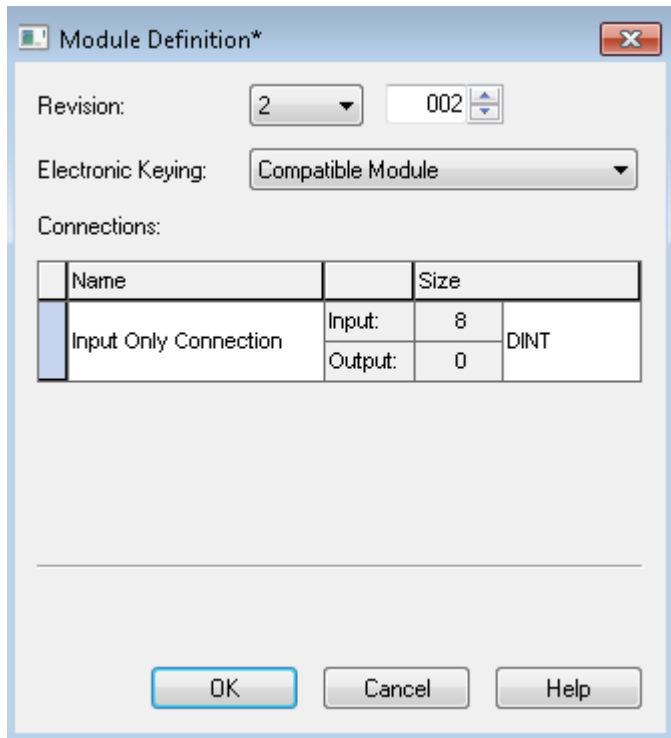 Module Definition*
Revision: 2 002
Electronic Keying: Compatible Module
Connections:
Name Size
Input Only Connection Input: 8 DINT
Output: 0
OK Cancel Help